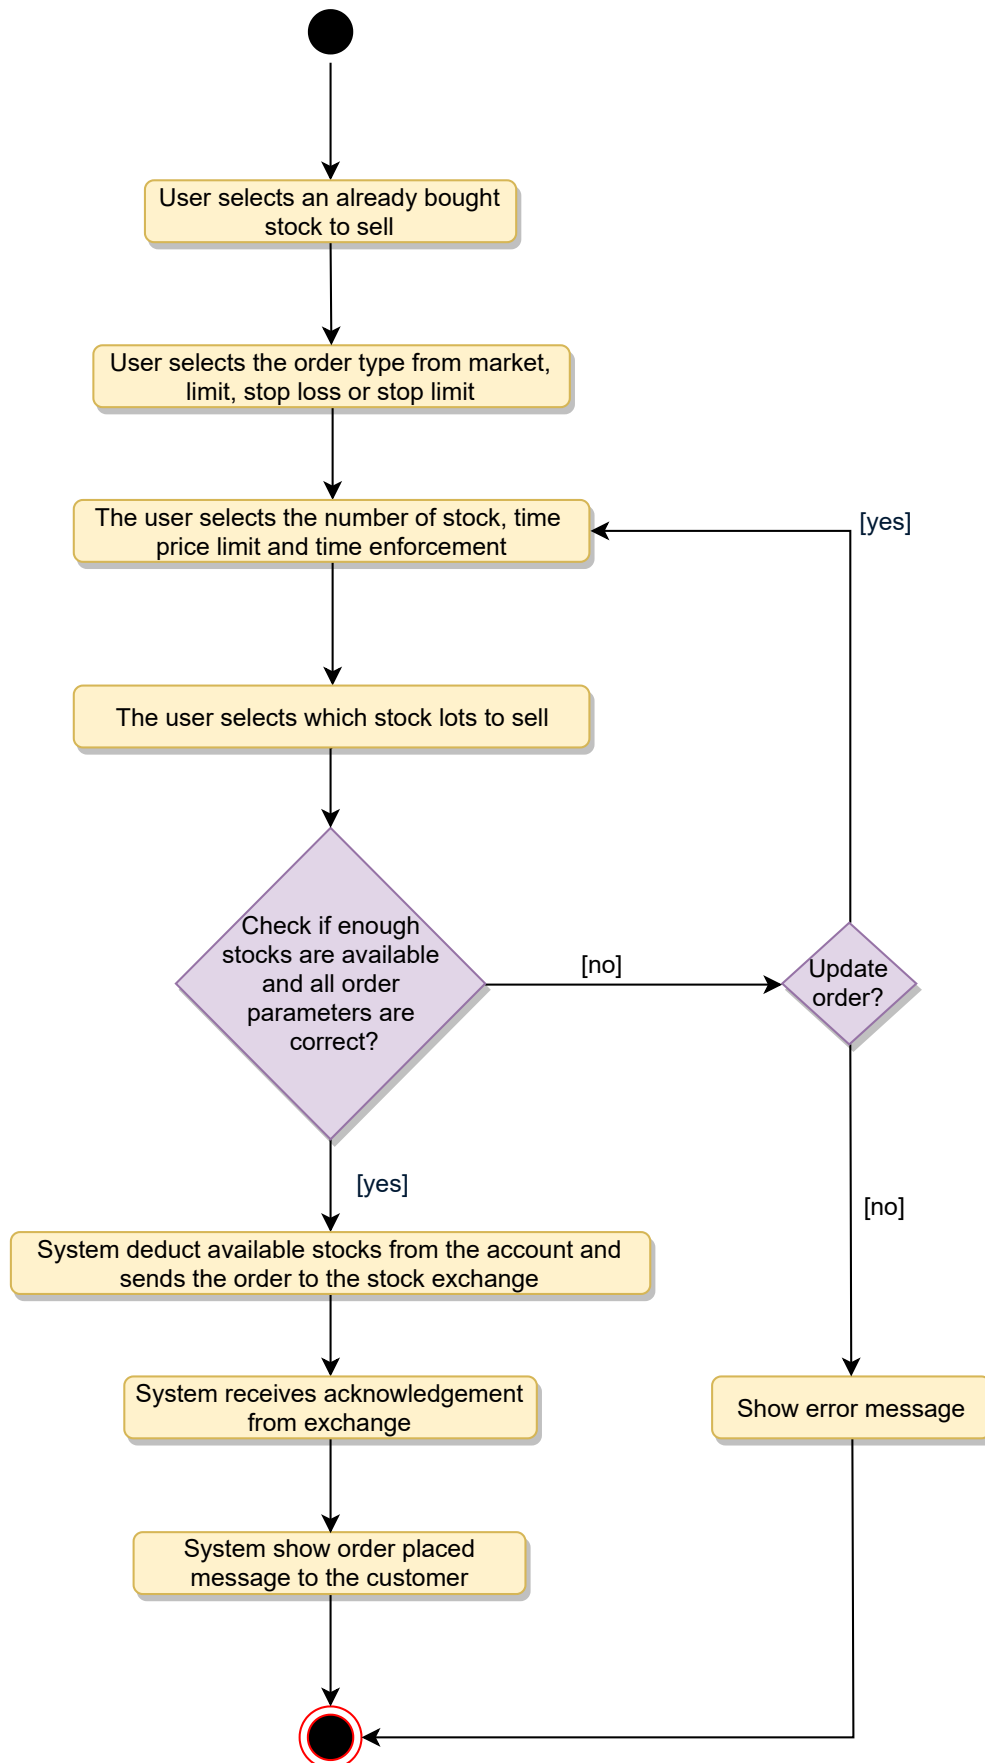 User selects an already bought
stock to sell
User selects the order type from market,
limit, stop loss or stop limit
The user selects the number of stock, time
price limit and time enforcement
[yes]
The user selects which stock lots to sell
Check if enough
stocks are available
and all order
parameters are
correct?
[no]
Update
order?
[yes]
[no]
System deduct available stocks from the account and
sends the order to the stock exchange
System receives acknowledgement
from exchange
Show error message
System show order placed
message to the customer